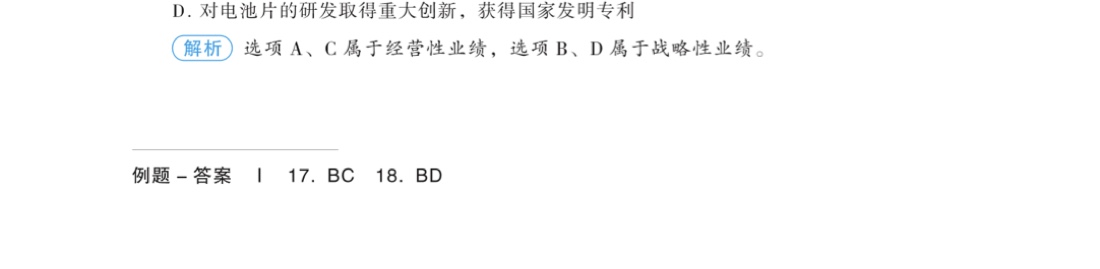 D. 对电池片的研发取得重大创新，获得国家发明专利
解析 选项 A、C 属于经营性业绩，选项 B、D 属于战略性业绩。
例题 – 答案 | 17. BC 18. BD